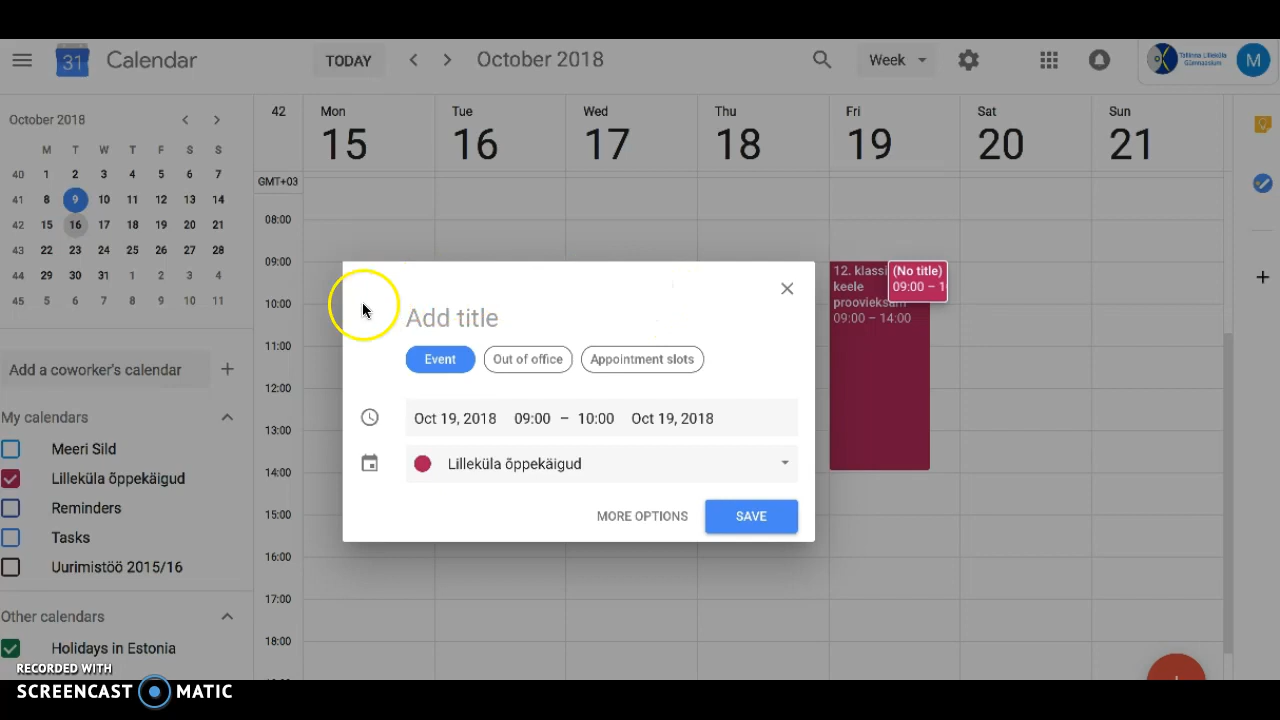 31 Calendar TODAY October 2018 Week Tallinna Lilleküla Gümnaasium M
October 2018
M T W T F S S
40 1 2 3 4 5 6 7
41 8 9 10 11 12 13 14
42 15 16 17 18 19 20 21
43 22 23 24 25 26 27 28
44 29 30 31 1 2 3 4
45 5 6 7 8 9 10 11
Add a coworker's calendar +
My calendars
Meeri Sild
Lilleküla õppekäigud
Reminders
Tasks
Uurimistöö 2015/16
Other calendars
Holidays in Estonia
42 Mon Tue Wed Thu Fri Sat Sun
15 16 17 18 19 20 21
GMT+03
08:00
09:00
10:00
11:00
12:00
13:00
14:00
15:00
16:00
17:00
18:00
12. klassi
keele
proovieksam
09:00 – 14:00
(No title)
09:00 – 1
Add title
Event Out of office Appointment slots
Oct 19, 2018 09:00 – 10:00 Oct 19, 2018
Lilleküla õppekäigud
MORE OPTIONS SAVE
RECORDED WITH
SCREENCAST MATIC